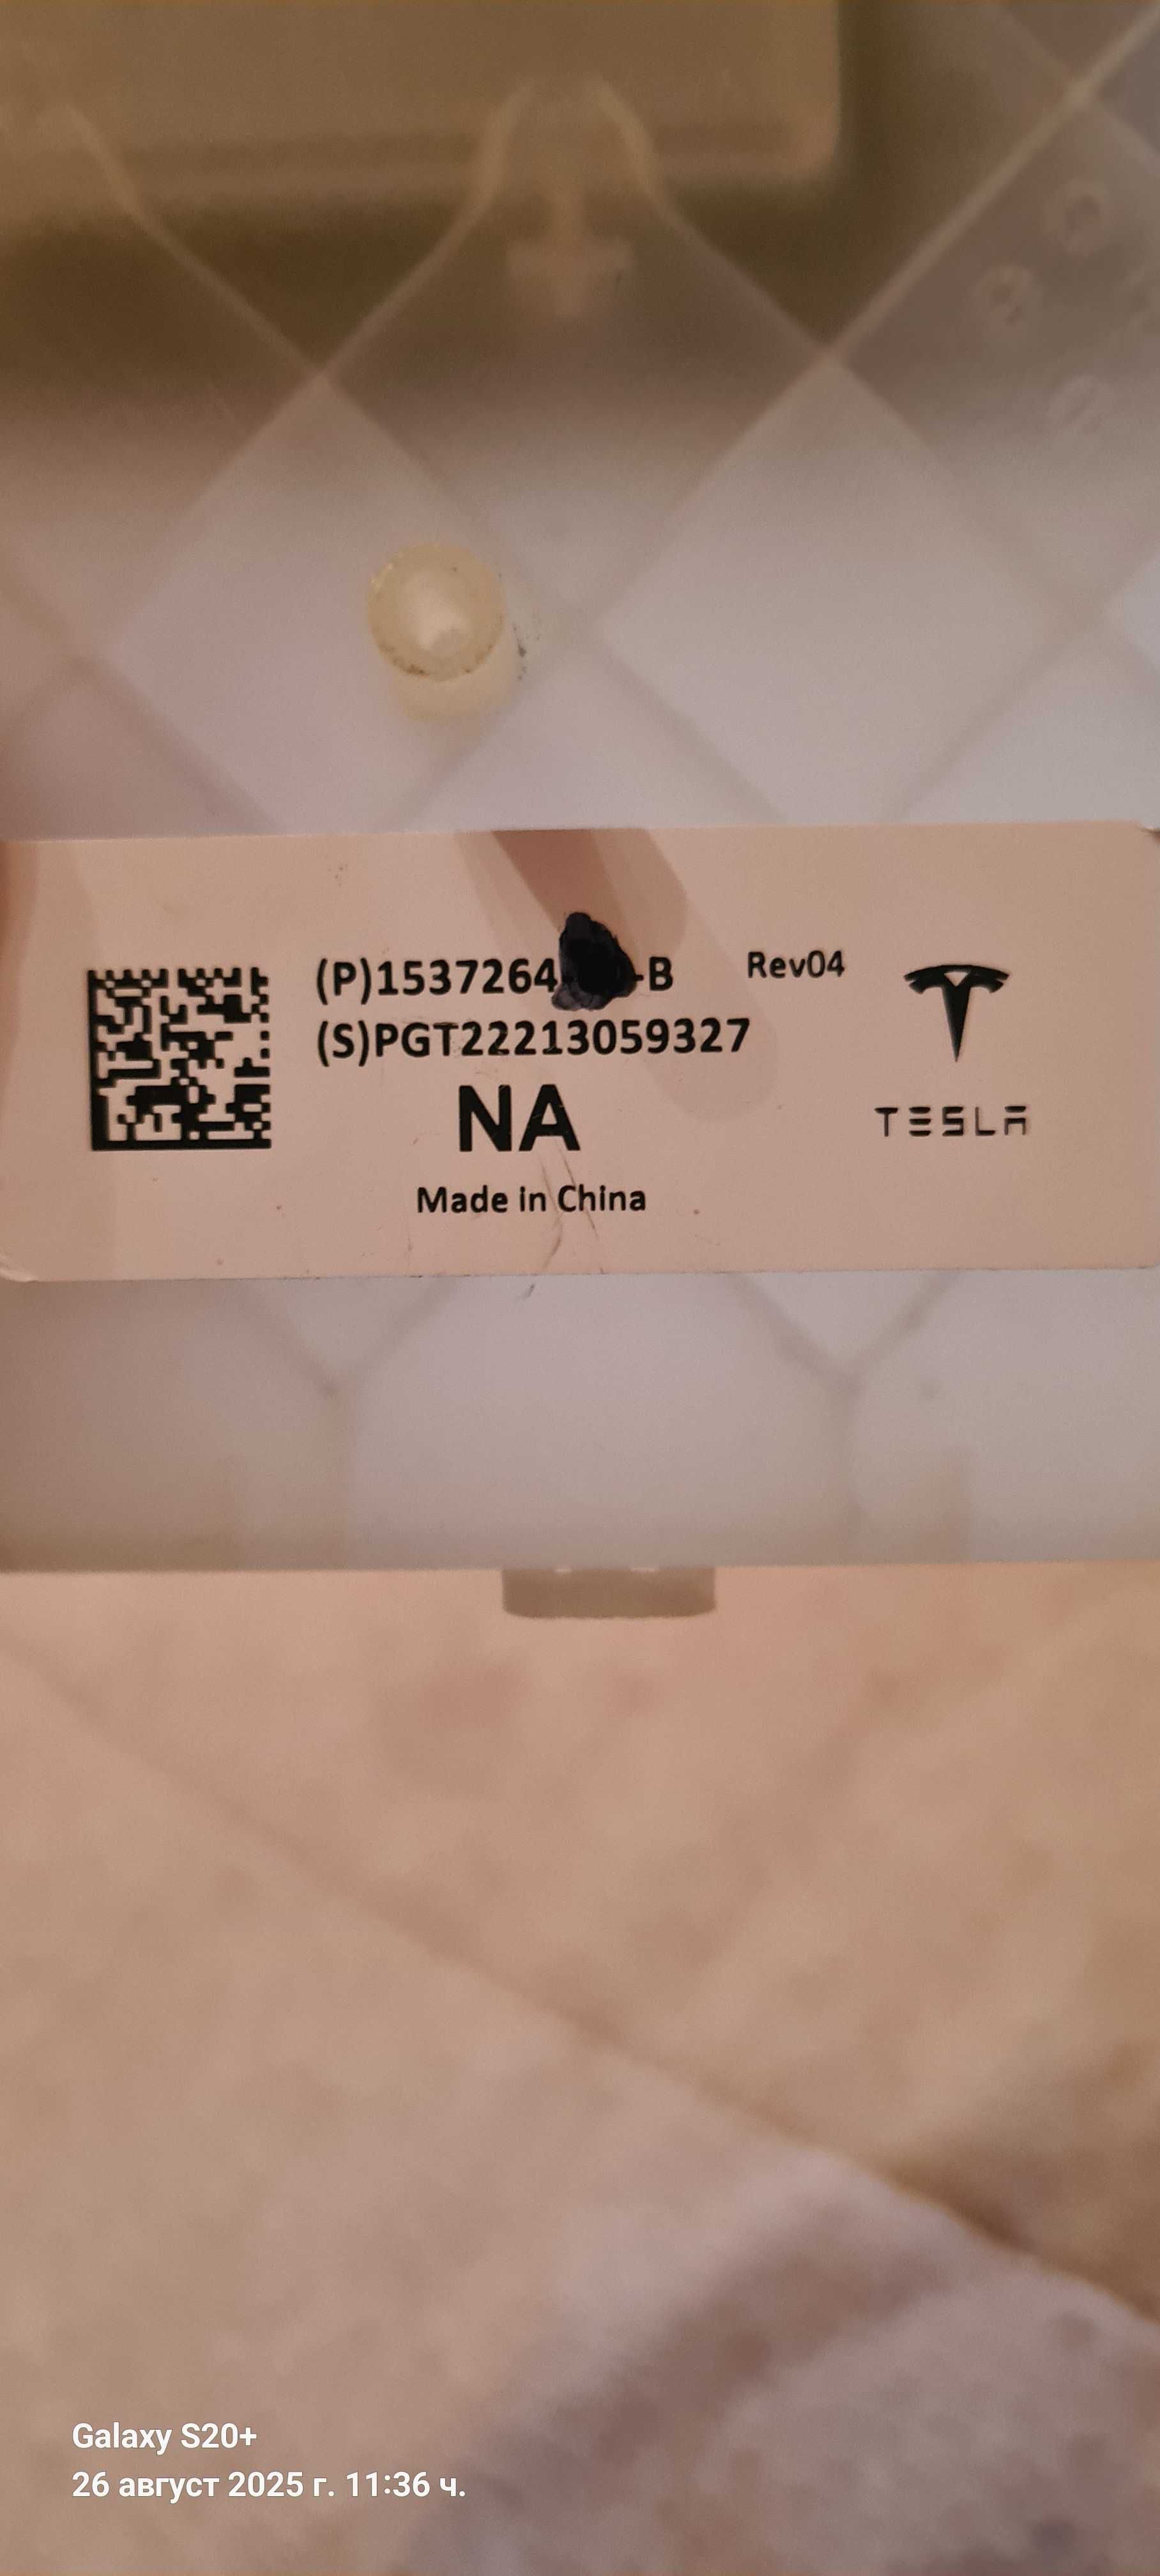 (P)1537264
-B
Rev04
(S)PGT22213059327
NA
Made in China
TESLA
Galaxy S20+
26 август 2025 г. 11:36 ч.